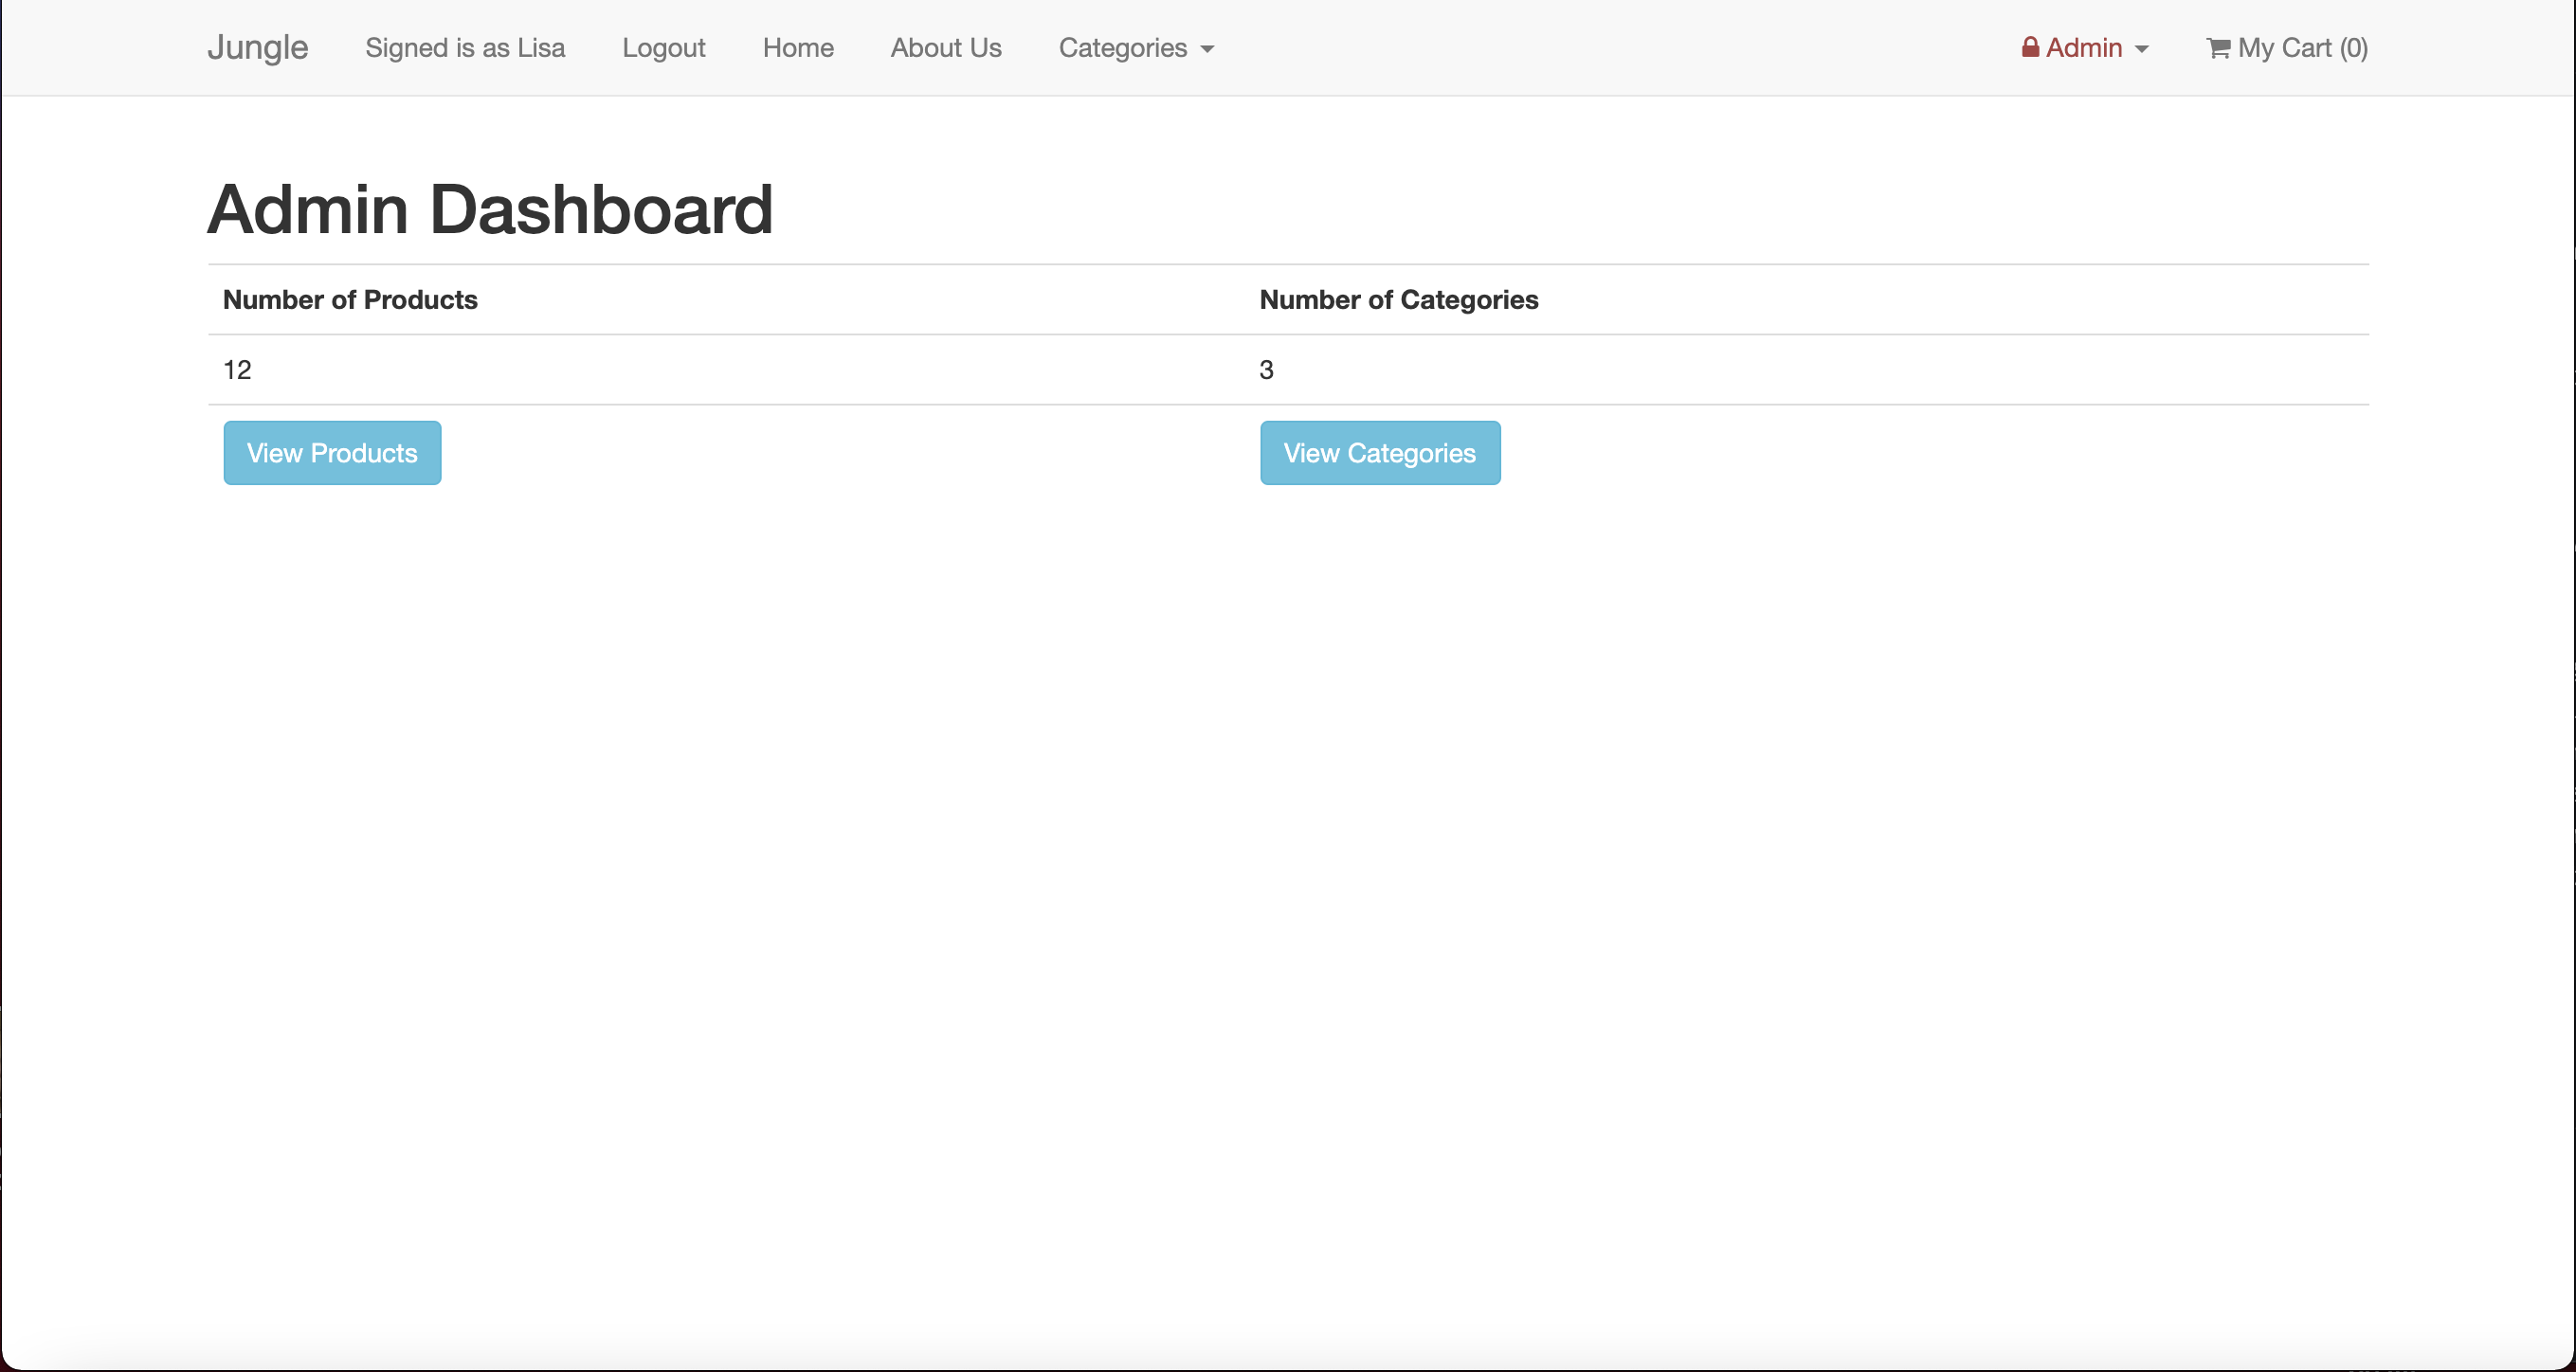 Jungle Signed is as Lisa Logout Home About Us Categories Admin My Cart (0)
Admin Dashboard
Number of Products Number of Categories
12 3
View Products View Categories